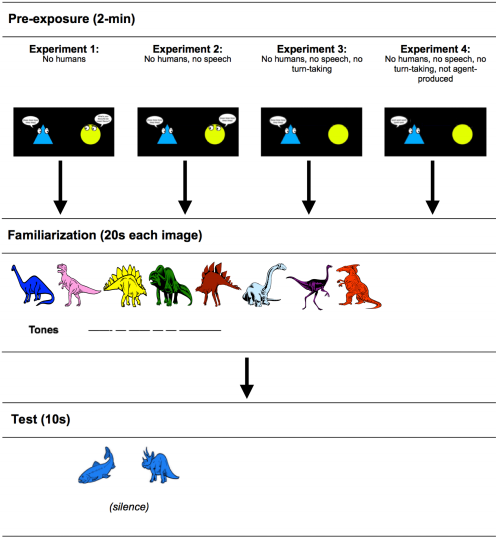 Pre-exposure (2-min)
Experiment 1:
No humans
Experiment 2:
No humans, no speech
Experiment 3:
No humans, no speech, no
turn-taking
Experiment 4:
No humans, no speech, no
turn-taking, not agent-
produced
Familiarization (20s each image)
Tones
Test (10s)
(silence)